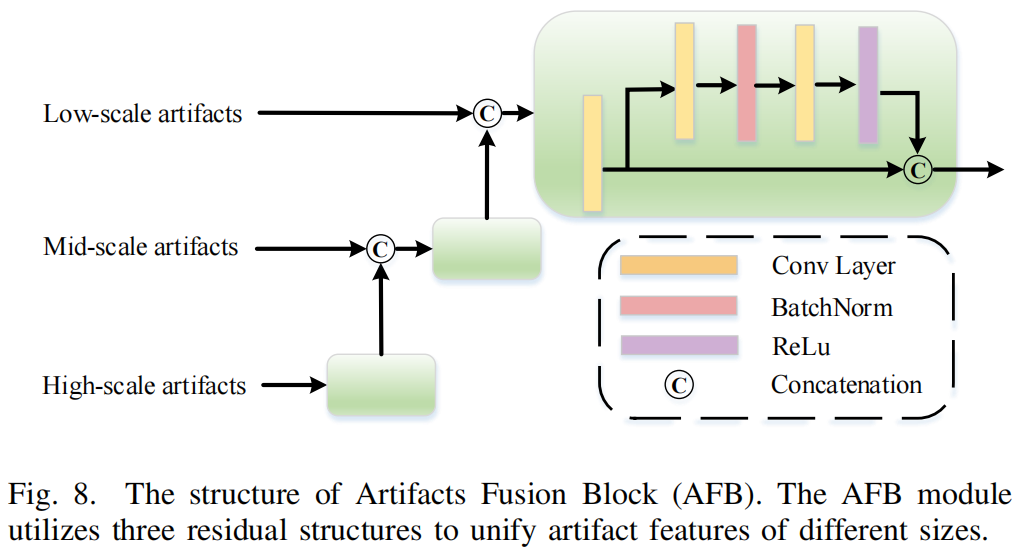 Low-scale artifacts
C
C
Mid-scale artifacts
C
High-scale artifacts
Conv Layer
BatchNorm
ReLu
C Concatenation
Fig. 8. The structure of Artifacts Fusion Block (AFB). The AFB module
utilizes three residual structures to unify artifact features of different sizes.